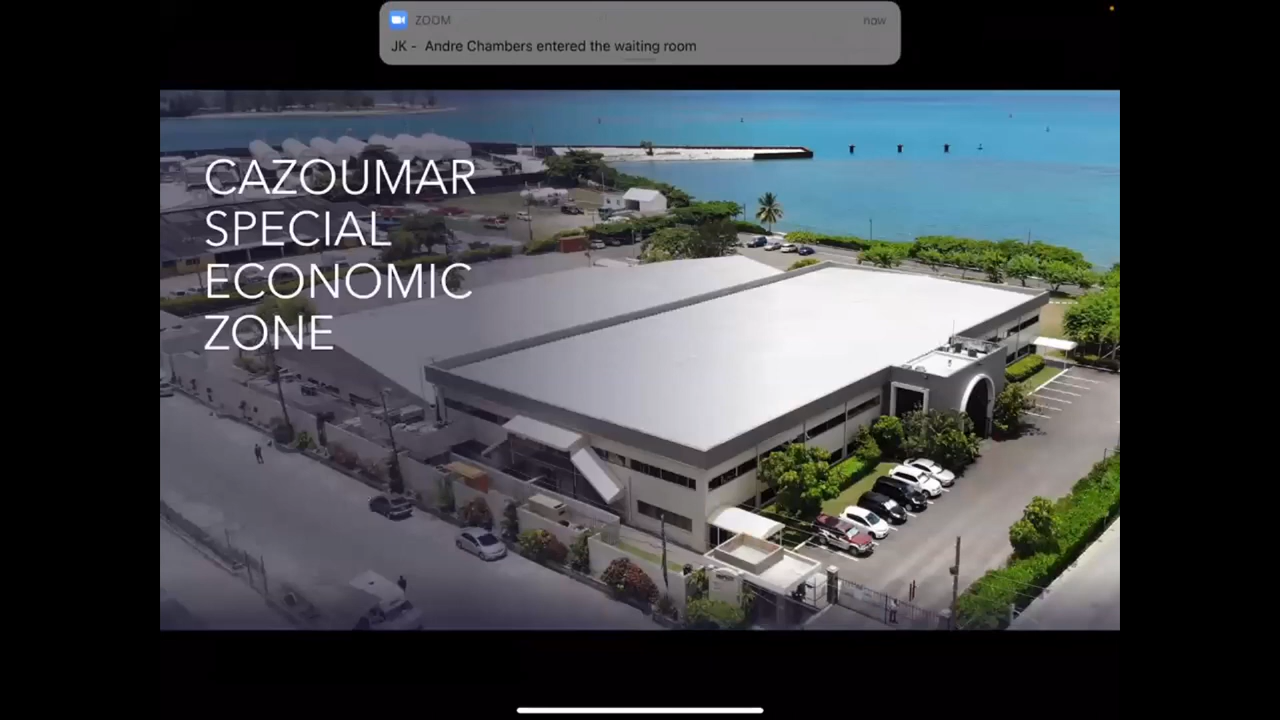 ZOOM
now
JK - Andre Chambers entered the waiting room
CAZOUMAR
SPECIAL
ECONOMIC
ZONE